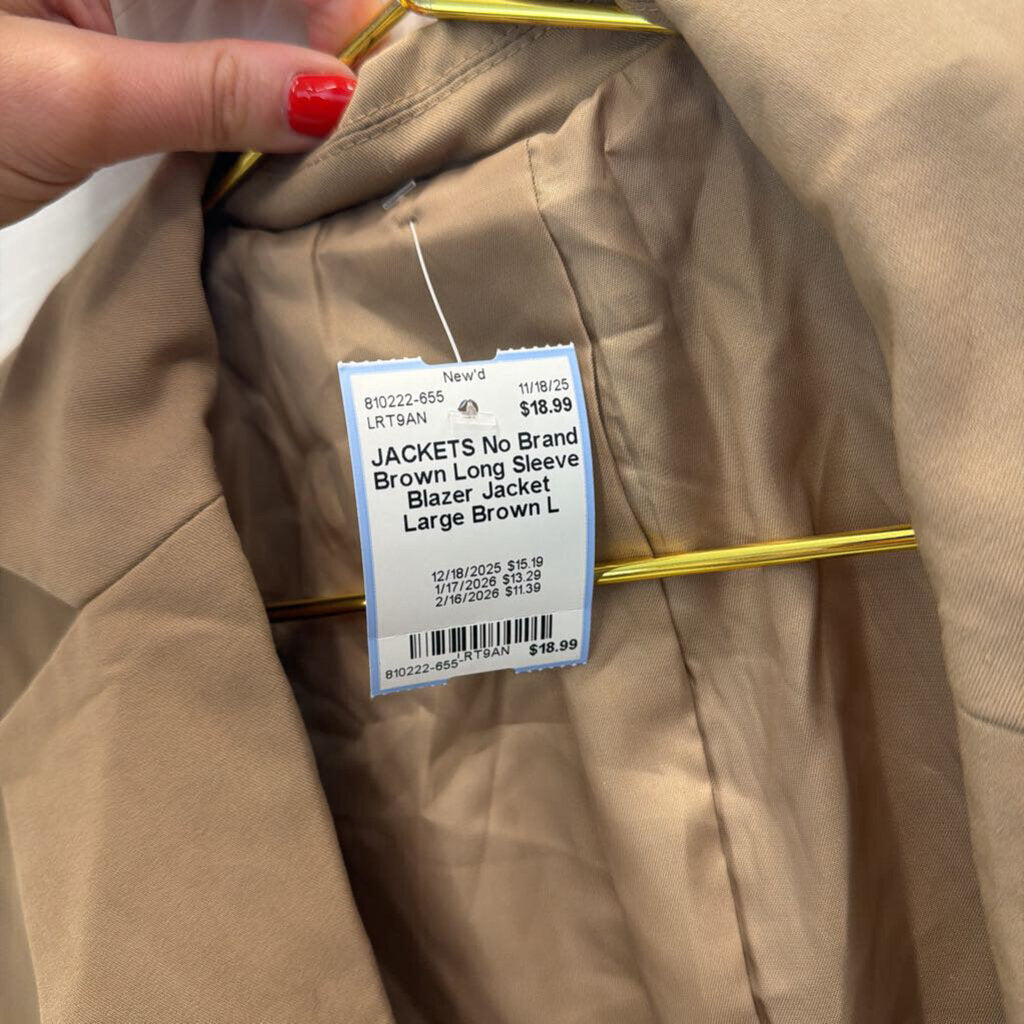 New'd
810222-655 11/18/25
LRT9AN $18.99
JACKETS No Brand
Brown Long Sleeve
Blazer Jacket
Large Brown L
12/18/2025 $15.19
1/17/2026 $13.29
2/16/2026 $11.39
810222-655 LRT9AN $18.99